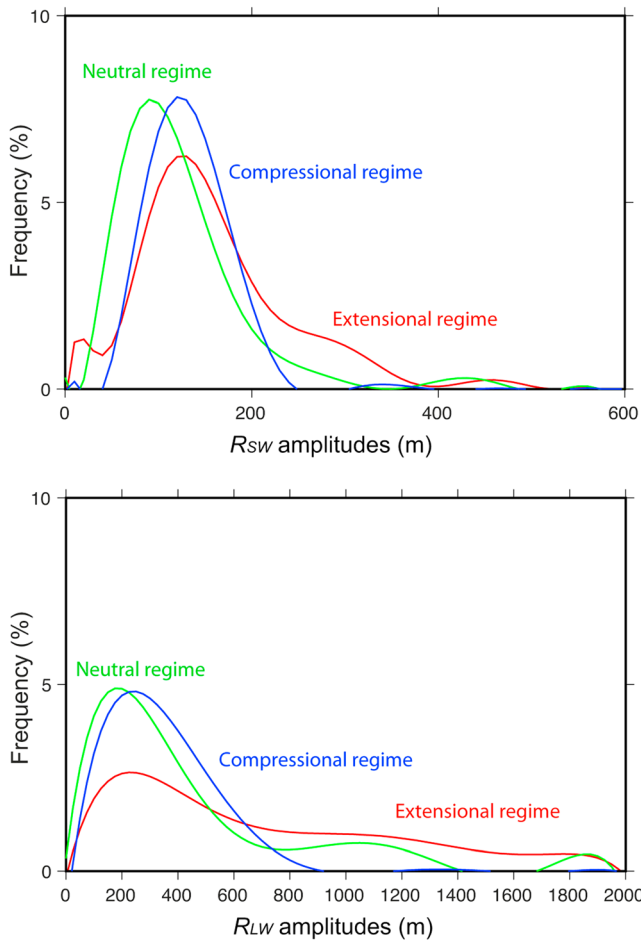 10
Neutral regime
Compressional regime
Frequency (%)
5
Extensional regime
0
0 200 400 600
RSW amplitudes (m)
10
Neutral regime
5
Frequency (%)
Compressional regime
Extensional regime
0
0 200 400 600 800 1000 1200 1400 1600 1800 2000
RLW amplitudes (m)